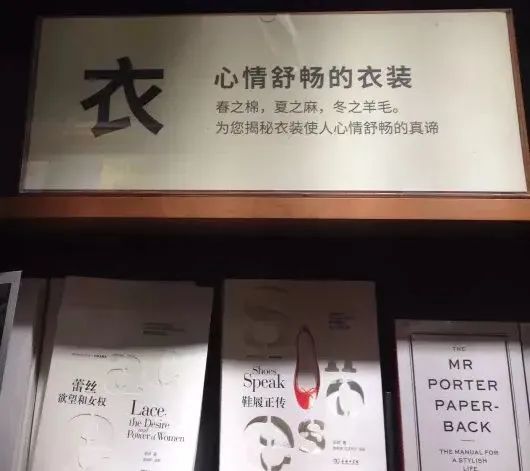 衣
心情舒畅的衣装
春之棉，夏之麻，冬之羊毛。
为您揭秘衣装使人心情舒畅的真谛
蕾丝
欲望和女权
Lace,
the Desire
and
Power of Women
Shoes
Speak
鞋履正传
THE
MR
PORTER
PAPER-
BACK
THE MANUAL FOR
A STYLISH
LIFE